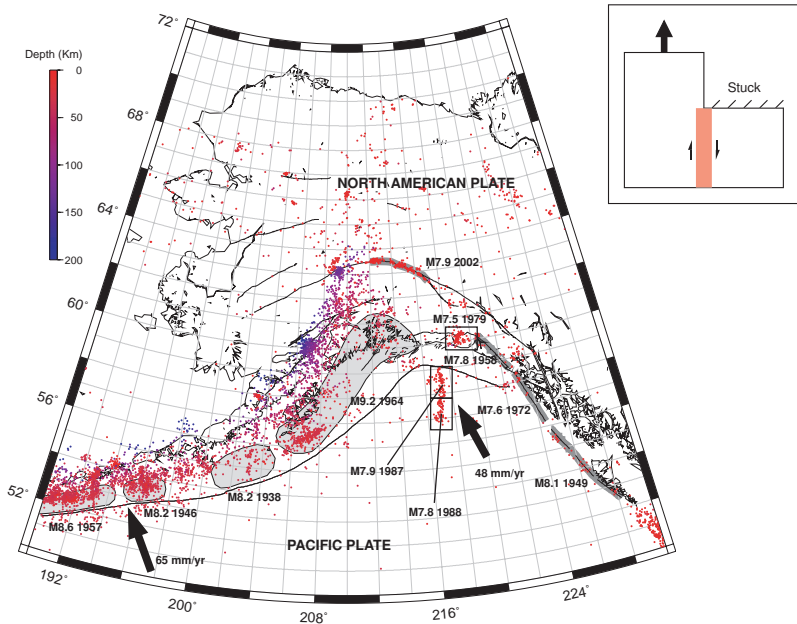 72°
Depth (Km)
0
50
100
150
200
68°
64°
60°
56°
52°
Stuck
NORTH AMERICAN PLATE
M7.9 2002
M7.5 1979
M7.8 1958
M9.2 1964
M7.6 1972
M7.9 1987
48 mm/yr
M8.1 1949
M8.2 1938
M7.8 1988
M8.2 1946
M8.6 1957
PACIFIC PLATE
65 mm/yr
192°
200°
208°
216°
224°